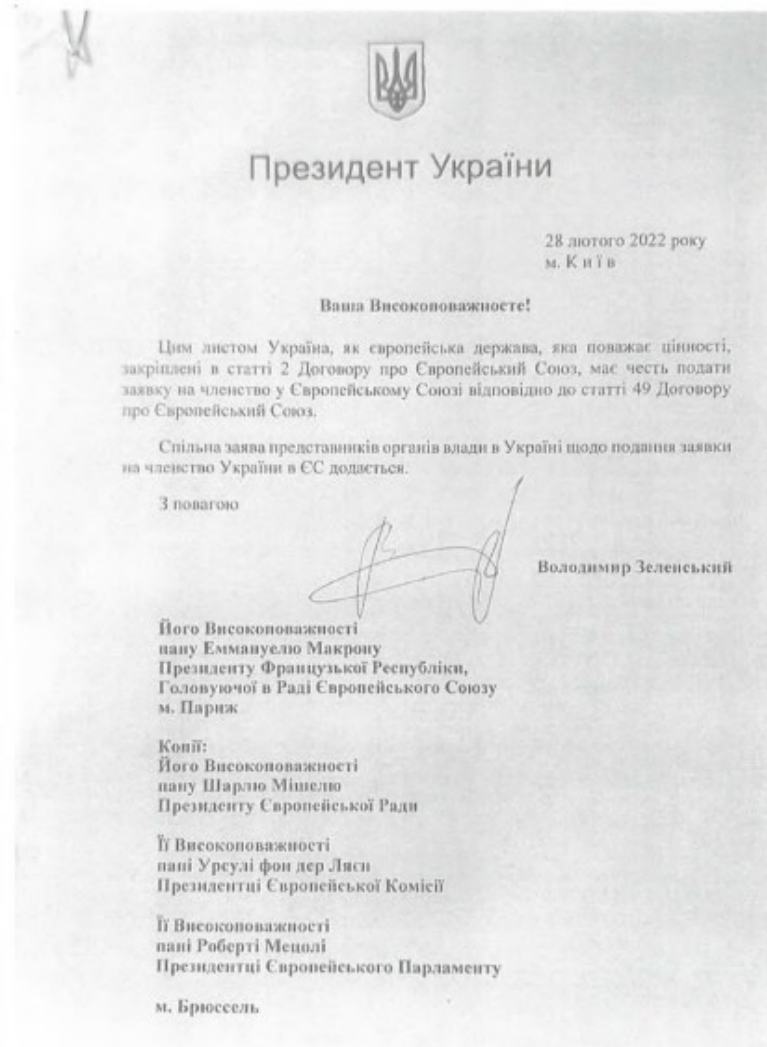 Президент України
28 лютого 2022 року
м. К и ї в
Ваша Високоповажносте!
Цим листом Україна, як європейська держава, яка поважає цінності,
закріплені в статті 2 Договору про Європейський Союз, має честь подати
заявку на членство у Європейському Союзі відповідно до статті 49 Договору
про Європейський Союз.
Спільна заява представників органів влади в Україні щодо подання заявки
на членство України в ЄС додається.
З повагою
Володимир Зеленський
Його Високоповажності
пану Еммануелю Макрону
Президенту Французької Республіки,
Головуючої в Раді Європейського Союзу
м. Париж
Копії:
Його Високоповажності
пану Шарлю Мішелю
Президенту Європейської Ради
Її Високоповажності
пані Урсулі фон дер Ляєн
Президентці Європейської Комісії
Її Високоповажності
пані Роберті Мецолі
Президентці Європейського Парламенту
м. Брюссель